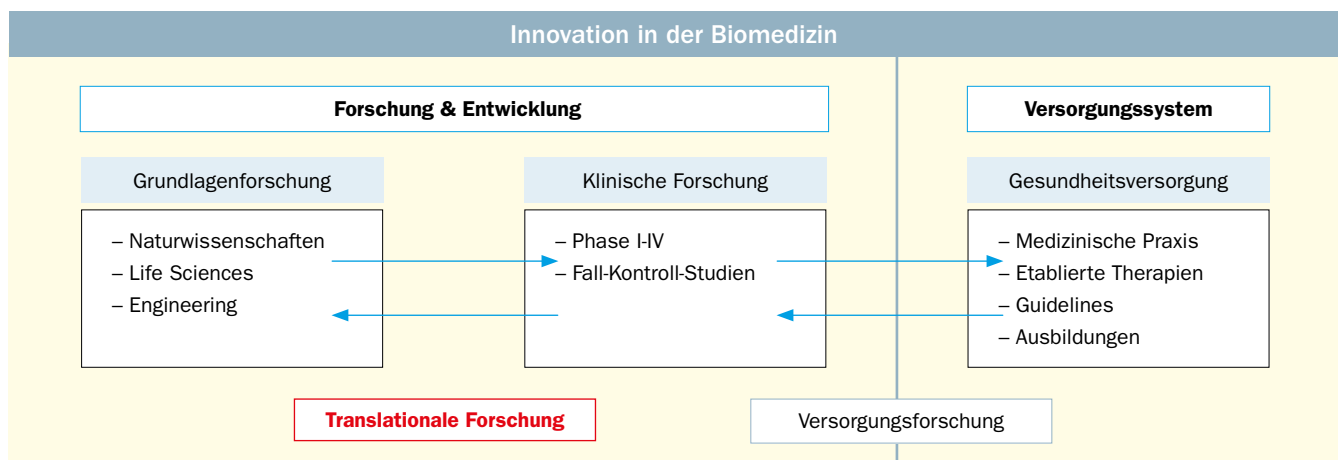 Innovation in der Biomedizin
Forschung & Entwicklung
Versorgungssystem
Grundlagenforschung
– Naturwissenschaften
– Life Sciences
– Engineering
Klinische Forschung
– Phase I-IV
– Fall-Kontroll-Studien
Gesundheitsversorgung
– Medizinische Praxis
– Etablierte Therapien
– Guidelines
– Ausbildungen
Translationale Forschung
Versorgungsforschung